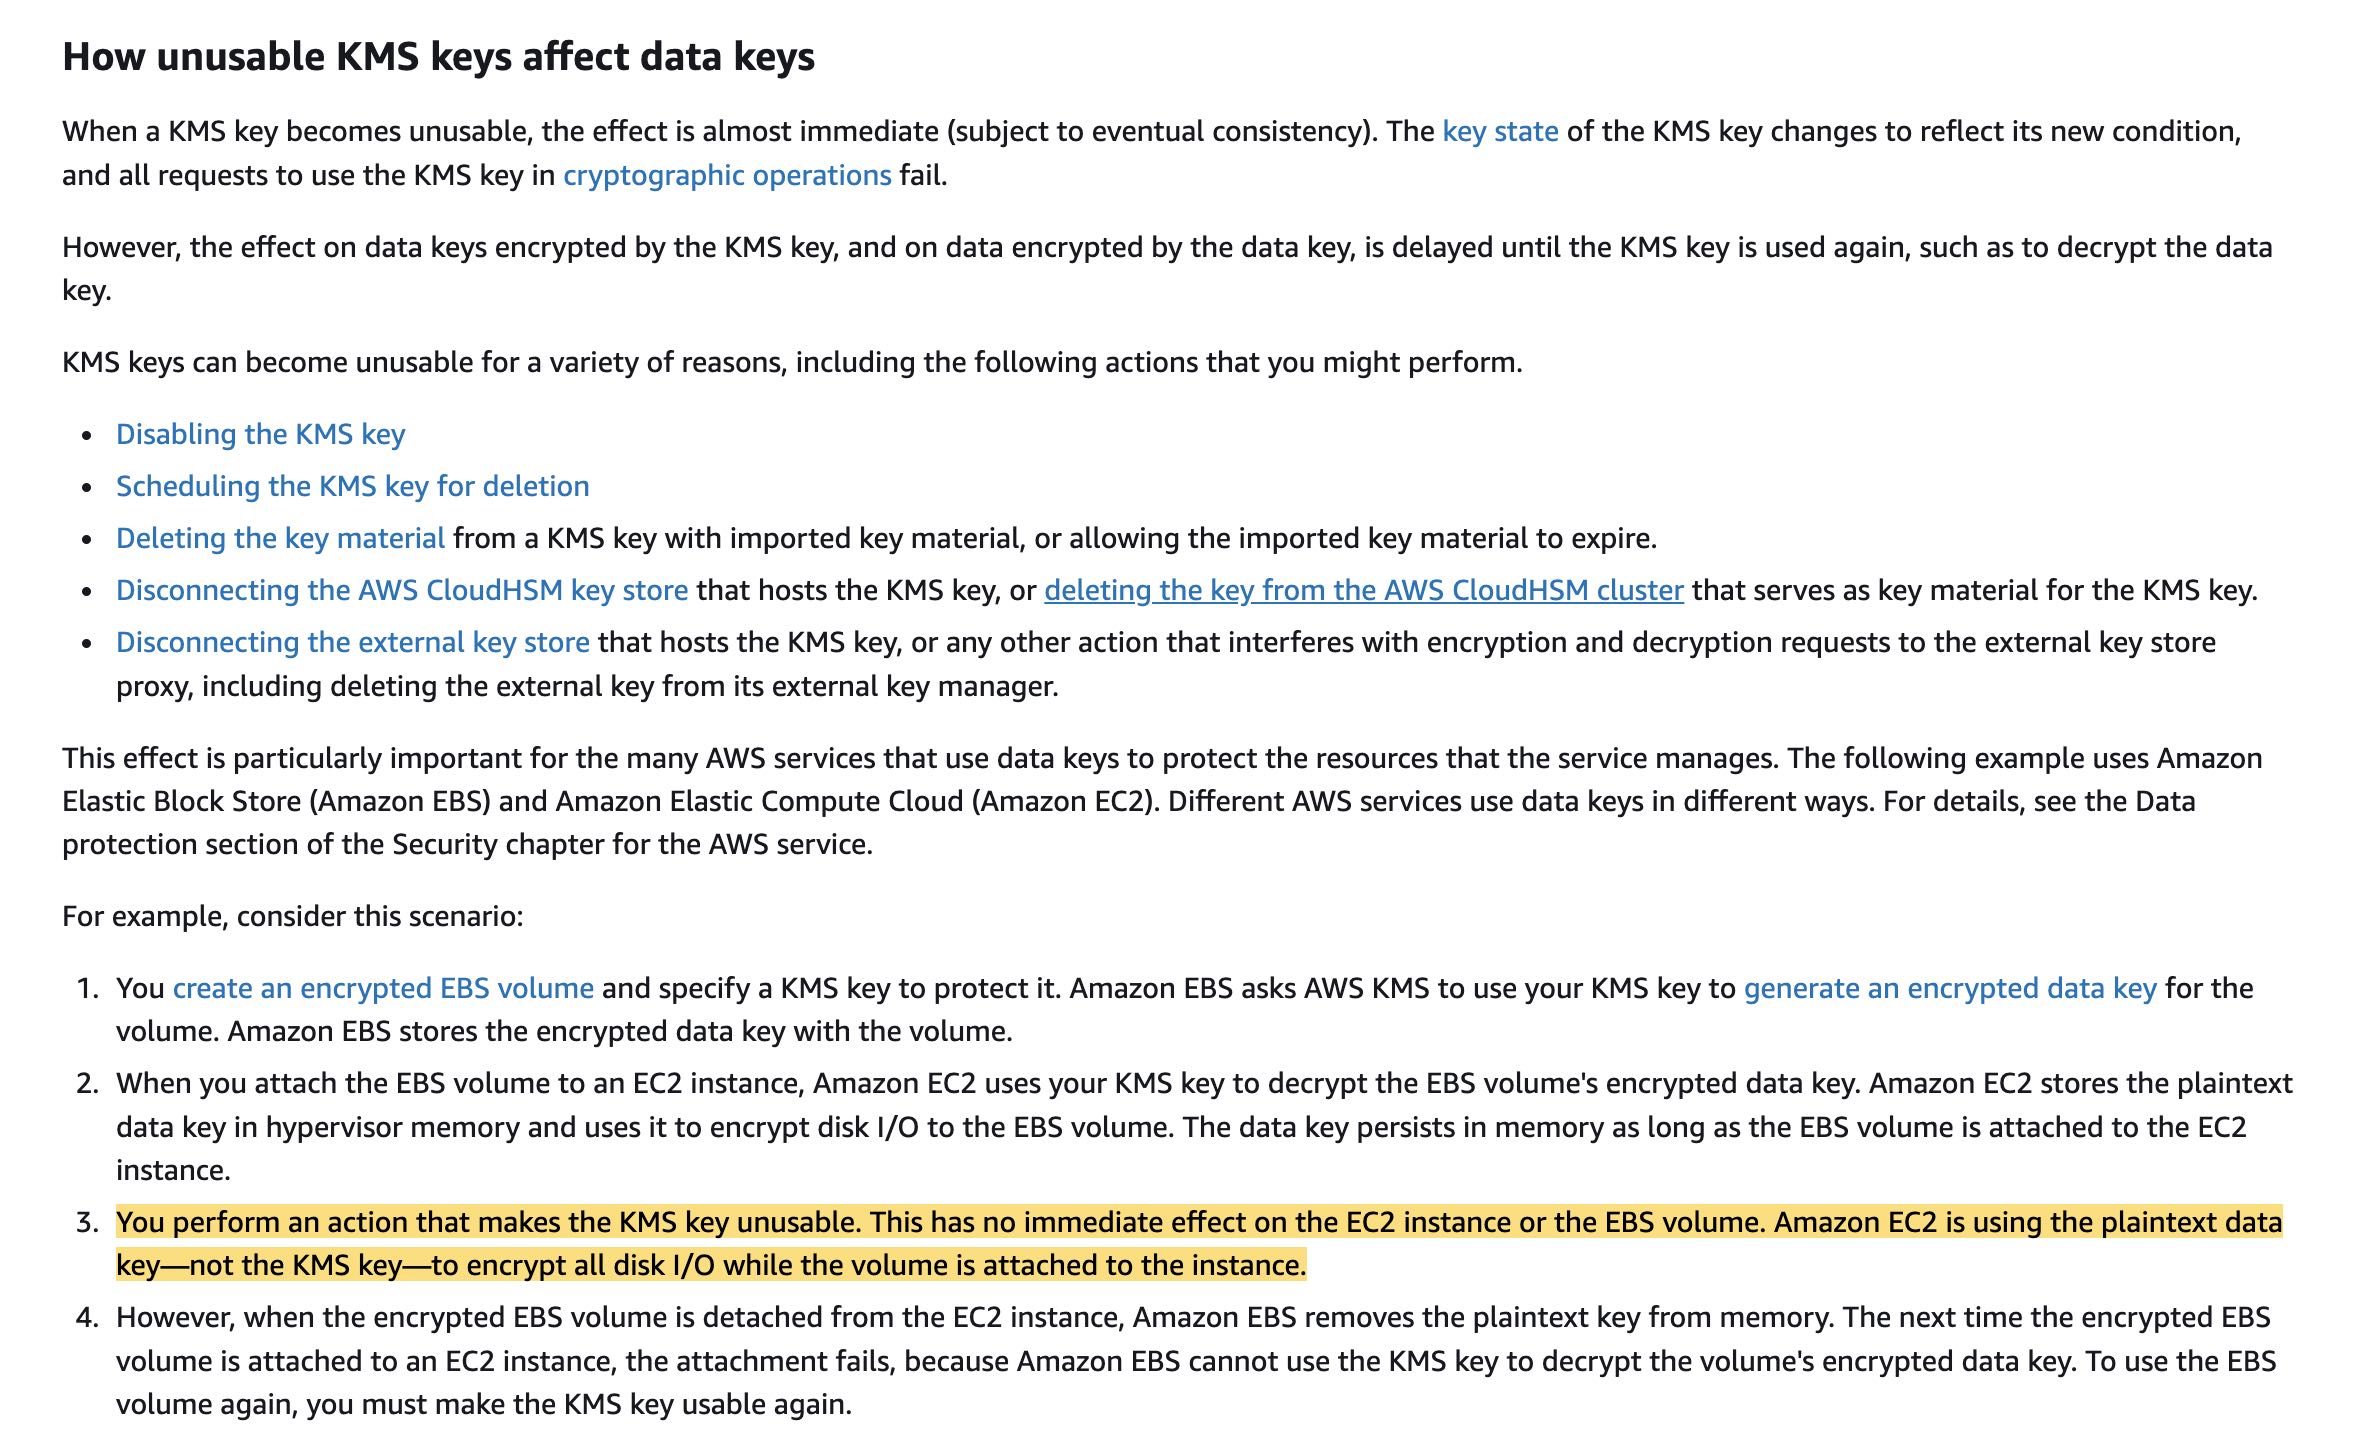 How unusable KMS keys affect data keys
When a KMS key becomes unusable, the effect is almost immediate (subject to eventual consistency). The key state of the KMS key changes to reflect its new condition,
and all requests to use the KMS key in cryptographic operations fail.
However, the effect on data keys encrypted by the KMS key, and on data encrypted by the data key, is delayed until the KMS key is used again, such as to decrypt the data
key.
KMS keys can become unusable for a variety of reasons, including the following actions that you might perform.
• Disabling the KMS key
• Scheduling the KMS key for deletion
• Deleting the key material from a KMS key with imported key material, or allowing the imported key material to expire.
• Disconnecting the AWS CloudHSM key store that hosts the KMS key, or deleting the key from the AWS CloudHSM cluster that serves as key material for the KMS key.
• Disconnecting the external key store that hosts the KMS key, or any other action that interferes with encryption and decryption requests to the external key store
proxy, including deleting the external key from its external key manager.
This effect is particularly important for the many AWS services that use data keys to protect the resources that the service manages. The following example uses Amazon
Elastic Block Store (Amazon EBS) and Amazon Elastic Compute Cloud (Amazon EC2). Different AWS services use data keys in different ways. For details, see the Data
protection section of the Security chapter for the AWS service.
For example, consider this scenario:
1. You create an encrypted EBS volume and specify a KMS key to protect it. Amazon EBS asks AWS KMS to use your KMS key to generate an encrypted data key for the
volume. Amazon EBS stores the encrypted data key with the volume.
2. When you attach the EBS volume to an EC2 instance, Amazon EC2 uses your KMS key to decrypt the EBS volume's encrypted data key. Amazon EC2 stores the plaintext
data key in hypervisor memory and uses it to encrypt disk I/O to the EBS volume. The data key persists in memory as long as the EBS volume is attached to the EC2
instance.
3. You perform an action that makes the KMS key unusable. This has no immediate effect on the EC2 instance or the EBS volume. Amazon EC2 is using the plaintext data
key—not the KMS key—to encrypt all disk I/O while the volume is attached to the instance.
4. However, when the encrypted EBS volume is detached from the EC2 instance, Amazon EBS removes the plaintext key from memory. The next time the encrypted EBS
volume is attached to an EC2 instance, the attachment fails, because Amazon EBS cannot use the KMS key to decrypt the volume's encrypted data key. To use the EBS
volume again, you must make the KMS key usable again.